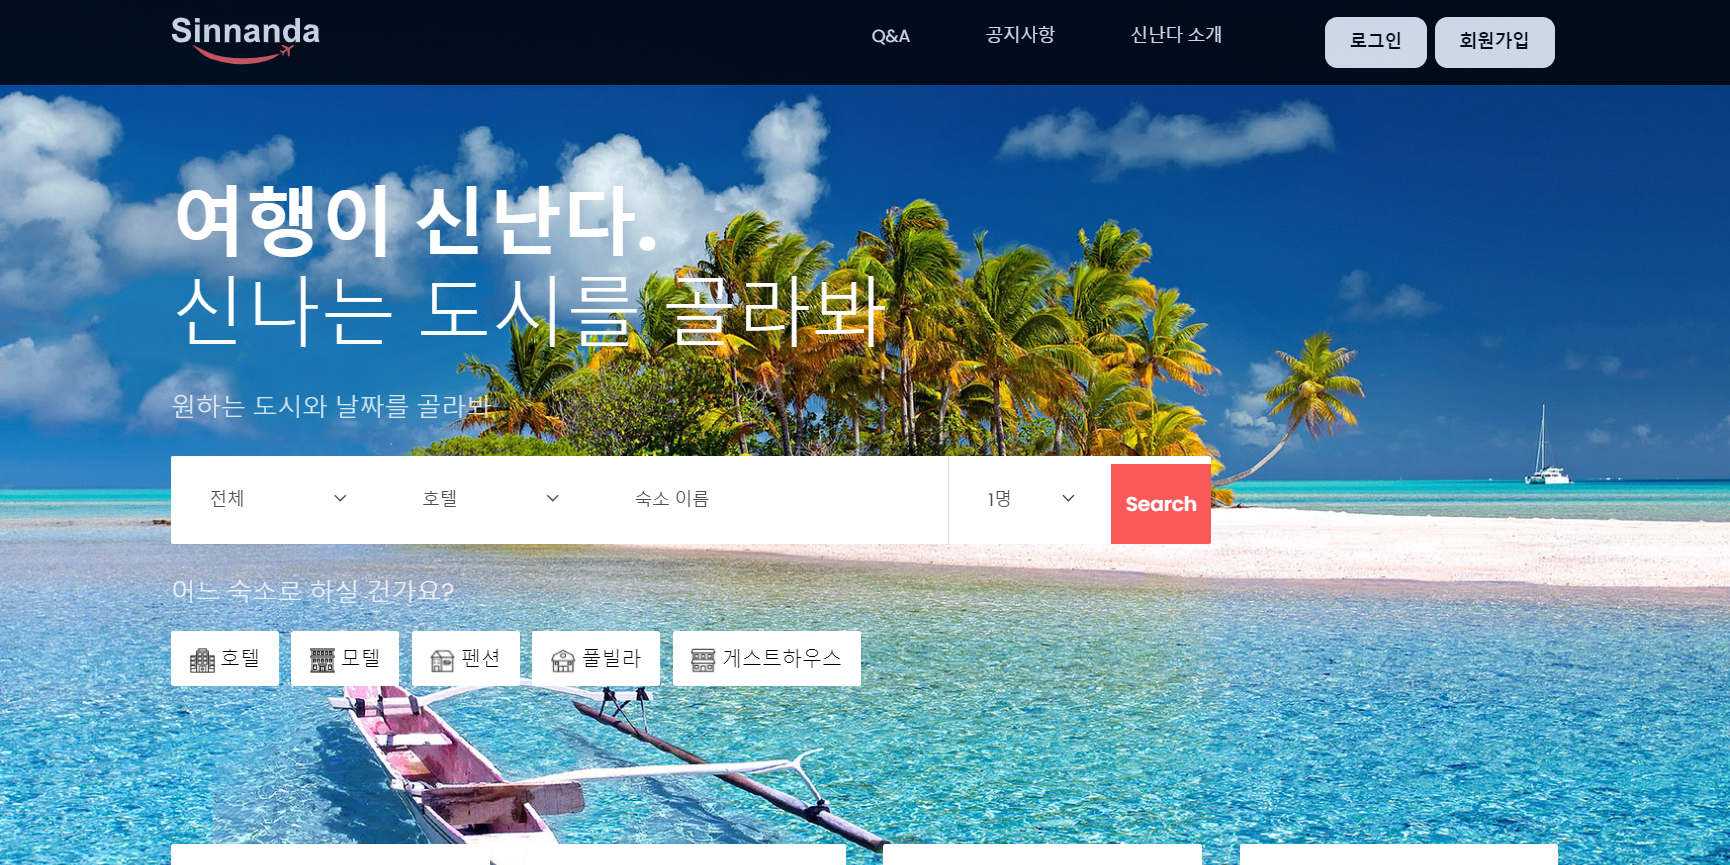 Sinnanda
Q&A 공지사항 신난다 소개 로그인 회원가입
여행이 신난다.
신나는 도시를 골라봐
원하는 도시와 날짜를 골라봐
전체 호텔 숙소 이름 1명 Search
어느 숙소로 하실 건가요?
호텔 모텔 펜션 풀빌라 게스트하우스